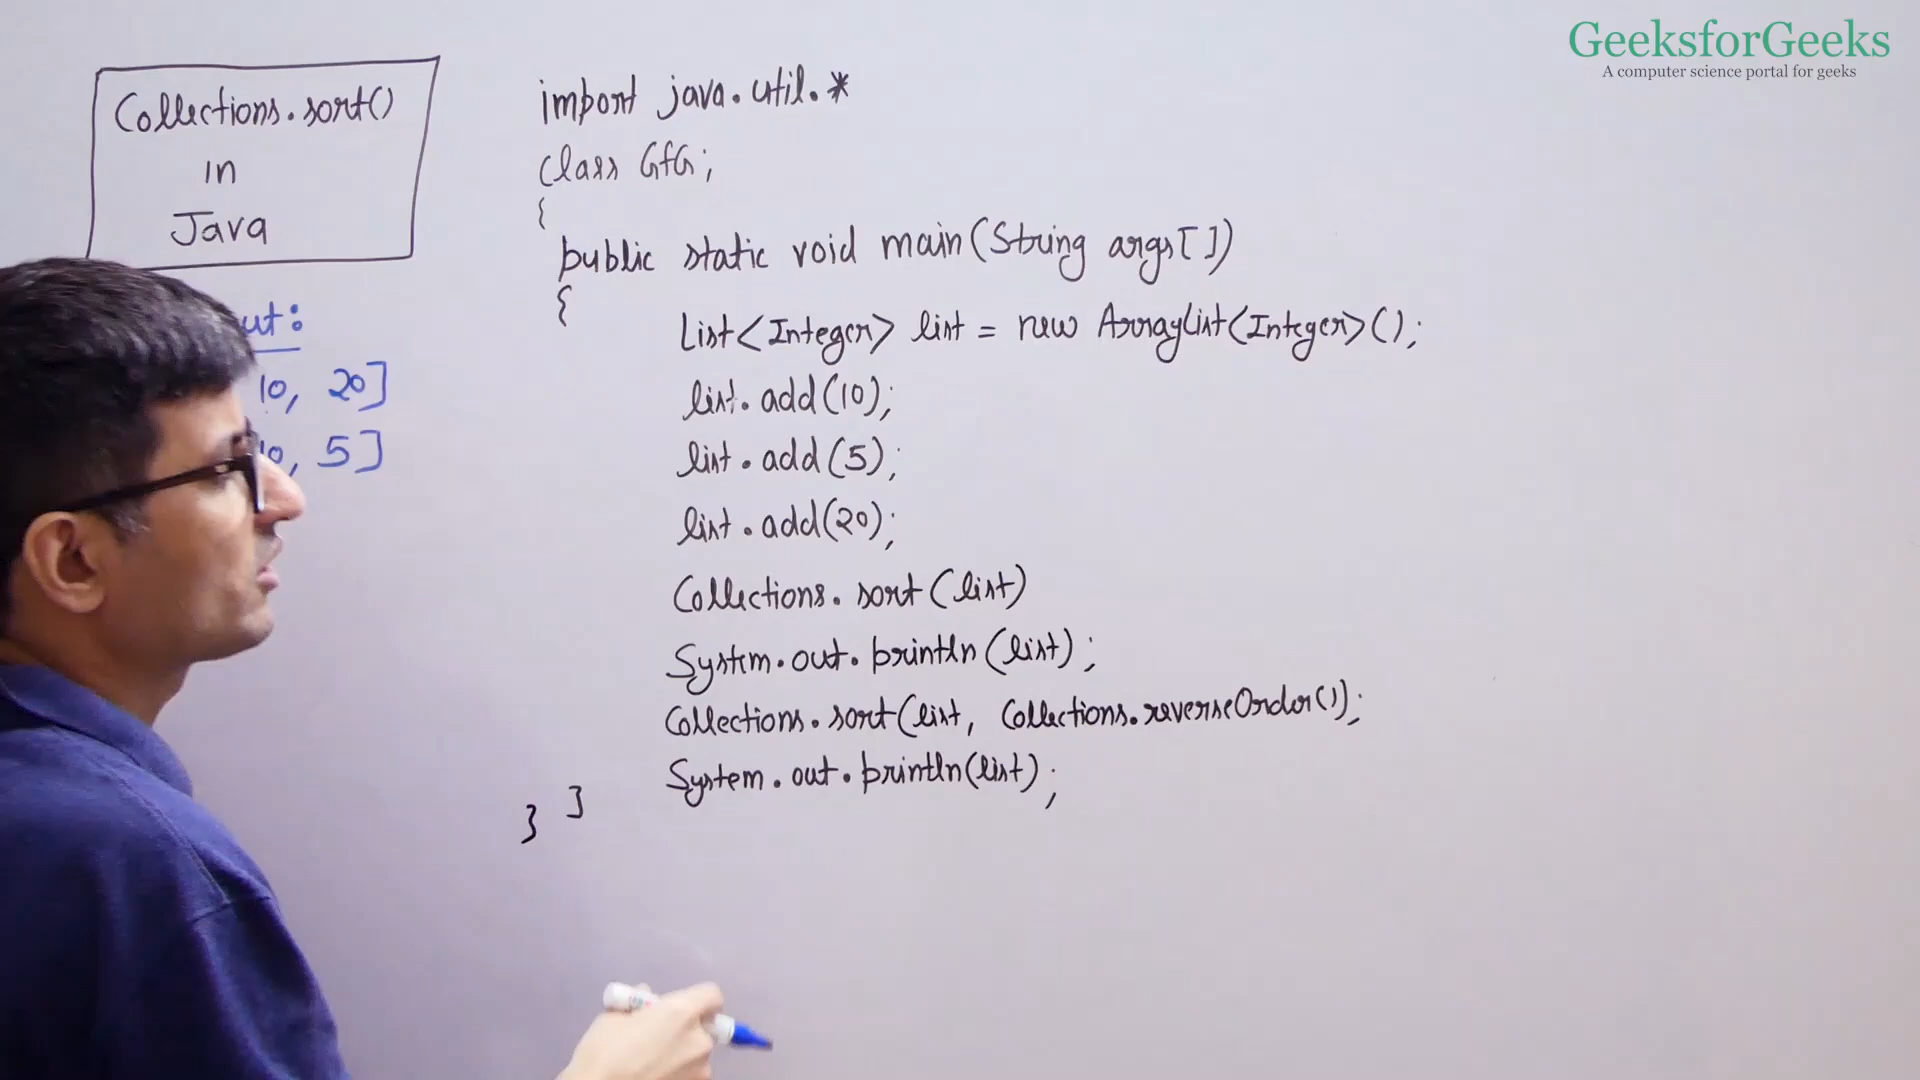 GeeksforGeeks
A computer science portal for geeks
Collections.sort()
in
Java
10, 20]
, 5]
import java.util.*
class GfG;
{
public static void main(String args[])
{
List<Integer> list = new ArrayList<Integer>();
list.add(10);
list.add(5);
list.add(20);
Collections.sort(list)
System.out.println(list);
Collections.sort(list, Collections.reverseOrder());
System.out.println(list);
}
}